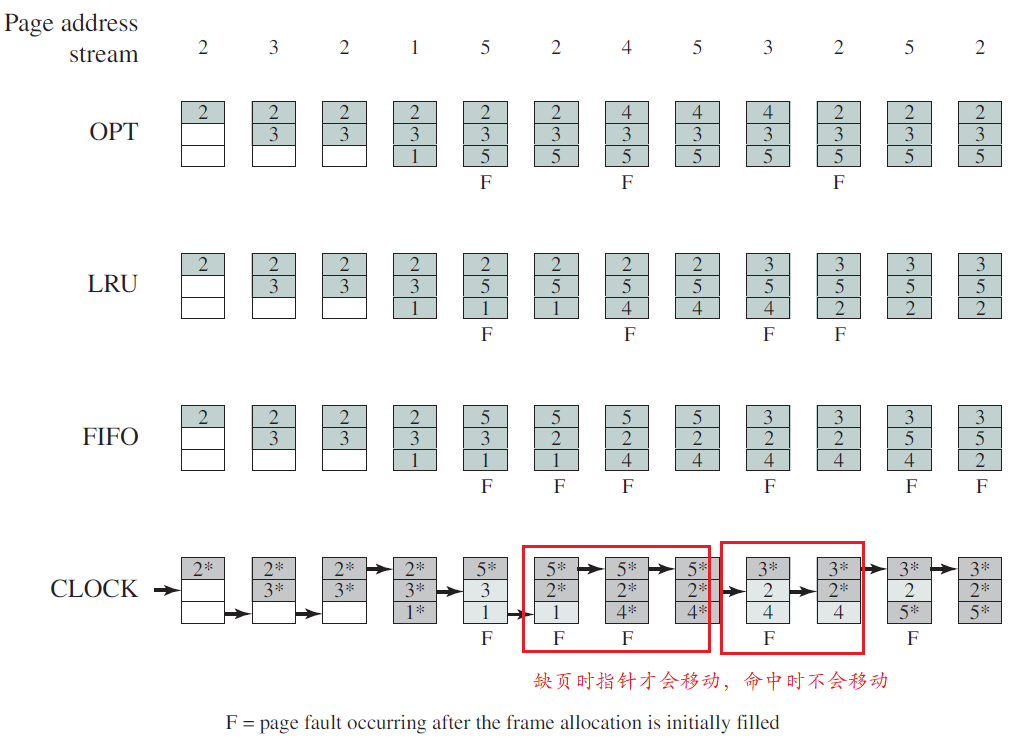 Page address
stream 2 3 2 1 5 2 4 5 3 2 5 2
2 2 2 2 2 2 4 4 4 2 2 2
OPT 3 3 3 3 3 3 3 3 3 3 3
1 5 5 5 5 5 5 5 5
F F F
2 2 2 2 2 2 2 2 3 3 3 3
LRU 3 3 3 5 5 5 5 5 5 5 5
1 1 1 4 4 4 2 2 2
F F F F
2 2 2 2 5 5 5 5 3 3 3 3
FIFO 3 3 3 3 2 2 2 2 2 5 5
1 1 1 4 4 4 4 4 2
F F F F F F
2* 2* 2* 2* 5* 5* 5* 5* 3* 3* 3* 3*
CLOCK 3* 3* 3* 3 2* 2* 2* 2 2* 2 2*
1* 1 1 4* 4* 4 4 5* 5*
F F F F F
缺页时指针才会移动，命中时不会移动
F = page fault occurring after the frame allocation is initially filled